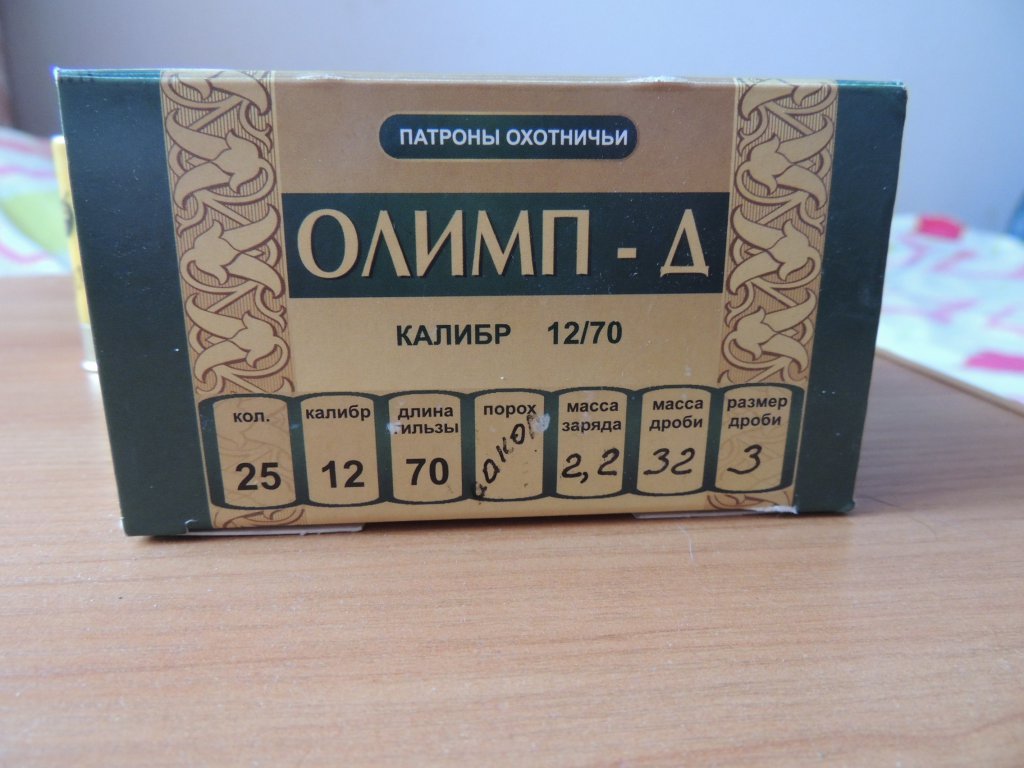 ПАТРОНЫ ОХОТНИЧЬИ
ОЛИМП - Д
КАЛИБР 12/70
кол.
25
калибр
12
длина
гильзы
70
порох
масса
заряда
2,2
масса
дроби
32
размер
дроби
3